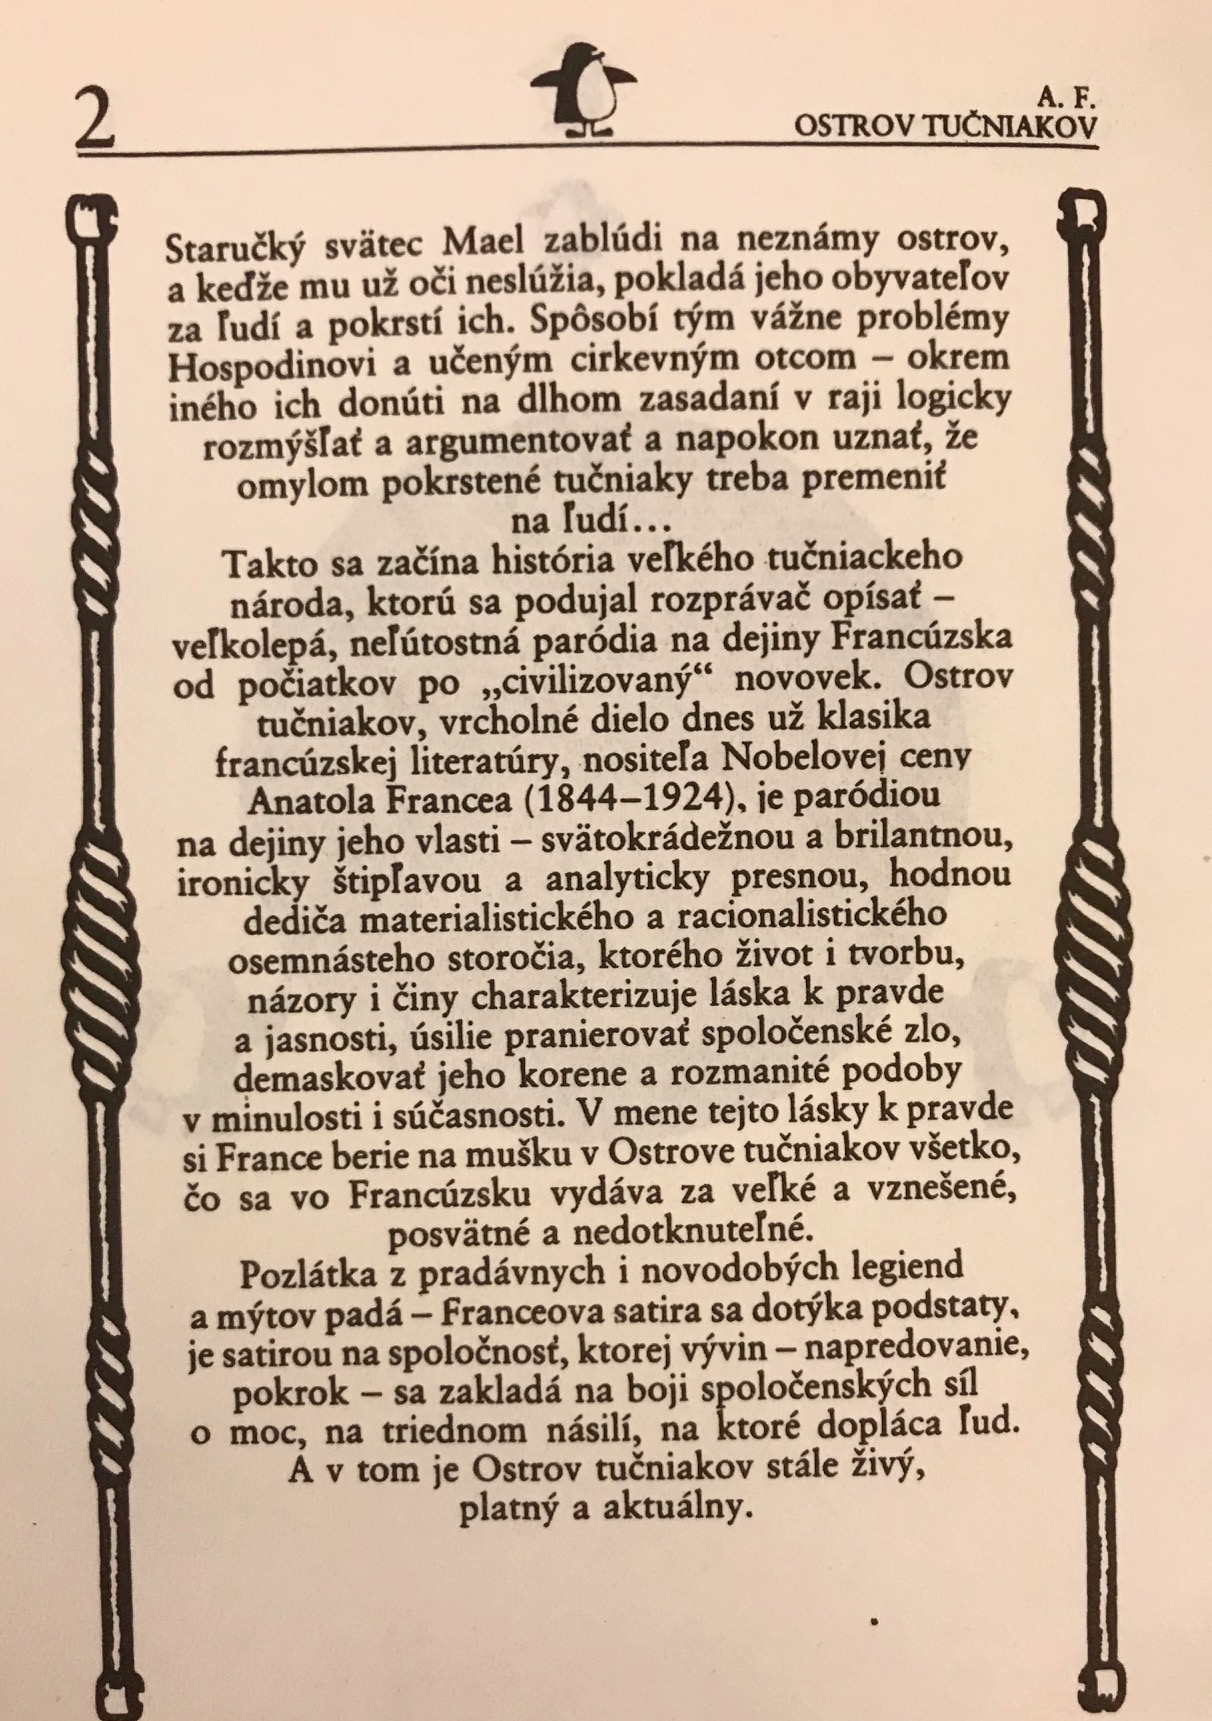 2
A. F.
OSTROV TUČNIAKOV
Staručký svätec Mael zablúdi na neznámy ostrov,
a keďže mu už oči neslúžia, pokladá jeho obyvateľov
za ľudí a pokrstí ich. Spôsobí tým vážne problémy
Hospodinovi a učeným cirkevným otcom – okrem
iného ich donúti na dlhom zasadaní v raji logicky
rozmýšľať a argumentovať a napokon uznať, že
omylom pokrstené tučniaky treba premeniť
na ľudí...
Takto sa začína história veľkého tučniackeho
národa, ktorú sa podujal rozprávač opísať –
veľkolepá, neľútostná paródia na dejiny Francúzska
od počiatkov po „civilizovaný“ novovek. Ostrov
tučniakov, vrcholné dielo dnes už klasika
francúzskej literatúry, nositeľa Nobelovej ceny
Anatola Francea (1844–1924), je paródiou
na dejiny jeho vlasti – svätokrádežnou a brilantnou,
ironicky štipľavou a analyticky presnou, hodnou
dediča materialistického a racionalistického
osemnásteho storočia, ktorého život i tvorbu,
názory i činy charakterizuje láska k pravde
a jasnosti, úsilie pranierovať spoločenské zlo,
demaskovať jeho korene a rozmanité podoby
v minulosti i súčasnosti. V mene tejto lásky k pravde
si France berie na mušku v Ostrove tučniakov všetko,
čo sa vo Francúzsku vydáva za veľké a vznešené,
posvätné a nedotknuteľné.
Pozlátka z pradávnych i novodobých legiend
a mýtov padá – Franceova satira sa dotýka podstaty,
je satirou na spoločnosť, ktorej vývin – napredovanie,
pokrok – sa zakladá na boji spoločenských síl
o moc, na triednom násilí, na ktoré dopláca ľud.
A v tom je Ostrov tučniakov stále živý,
platný a aktuálny.